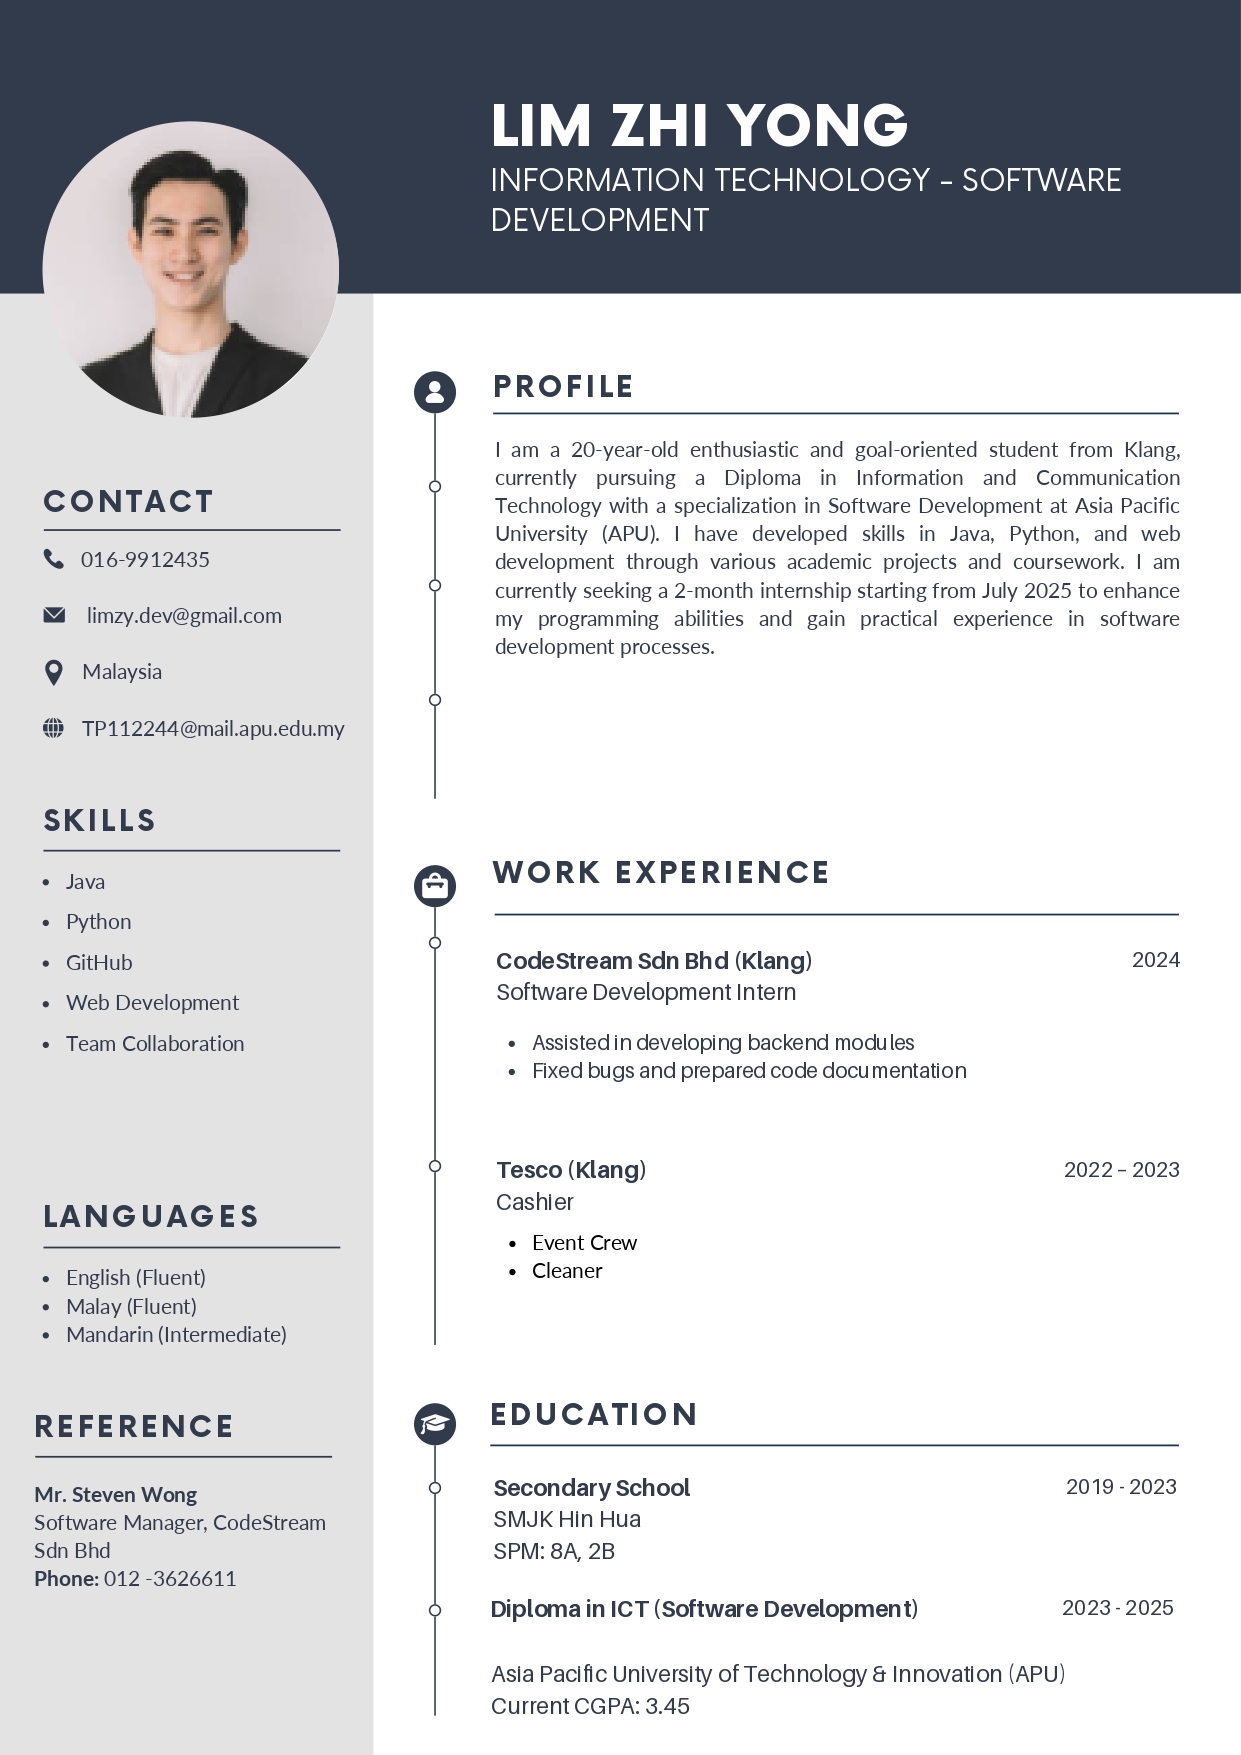 LIM ZHI YONG
INFORMATION TECHNOLOGY – SOFTWARE
DEVELOPMENT
CONTACT
016-9912435
limzy.dev@gmail.com
Malaysia
TP112244@mail.apu.edu.my
SKILLS
• Java
• Python
• GitHub
• Web Development
• Team Collaboration
LANGUAGES
• English (Fluent)
• Malay (Fluent)
• Mandarin (Intermediate)
REFERENCE
Mr. Steven Wong
Software Manager, CodeStream
Sdn Bhd
Phone: 012 -3626611
PROFILE
I am a 20-year-old enthusiastic and goal-oriented student from Klang,
currently pursuing a Diploma in Information and Communication
Technology with a specialization in Software Development at Asia Pacific
University (APU). I have developed skills in Java, Python, and web
development through various academic projects and coursework. I am
currently seeking a 2-month internship starting from July 2025 to enhance
my programming abilities and gain practical experience in software
development processes.
WORK EXPERIENCE
CodeStream Sdn Bhd (Klang) 2024
Software Development Intern
• Assisted in developing backend modules
• Fixed bugs and prepared code documentation
Tesco (Klang) 2022 – 2023
Cashier
• Event Crew
• Cleaner
EDUCATION
Secondary School 2019 - 2023
SMJK Hin Hua
SPM: 8A, 2B
Diploma in ICT (Software Development) 2023 - 2025
Asia Pacific University of Technology & Innovation (APU)
Current CGPA: 3.45